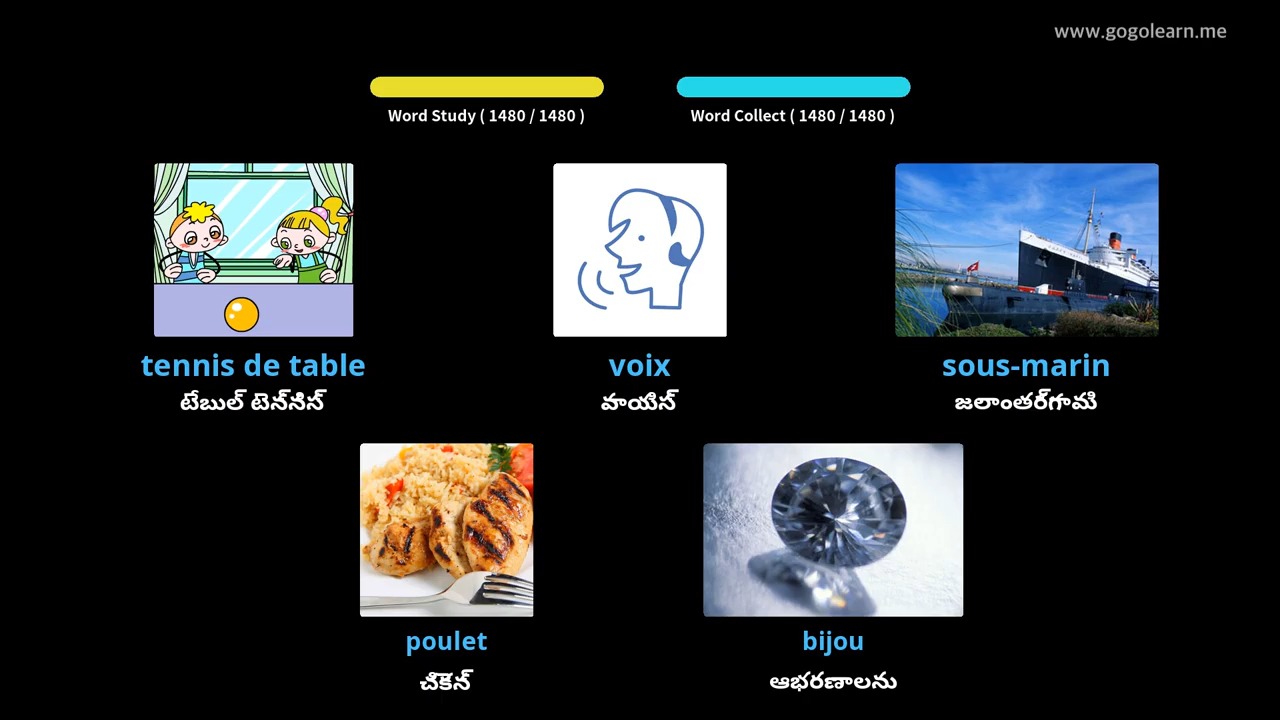 www.gogolearn.me
Word Study ( 1480 / 1480 )
Word Collect ( 1480 / 1480 )
tennis de table
టేబుల్ టెన్నిస్
voix
వాయిస్
sous-marin
జలాంతర్గామి
poulet
చికెన్
bijou
ఆభరణాలను